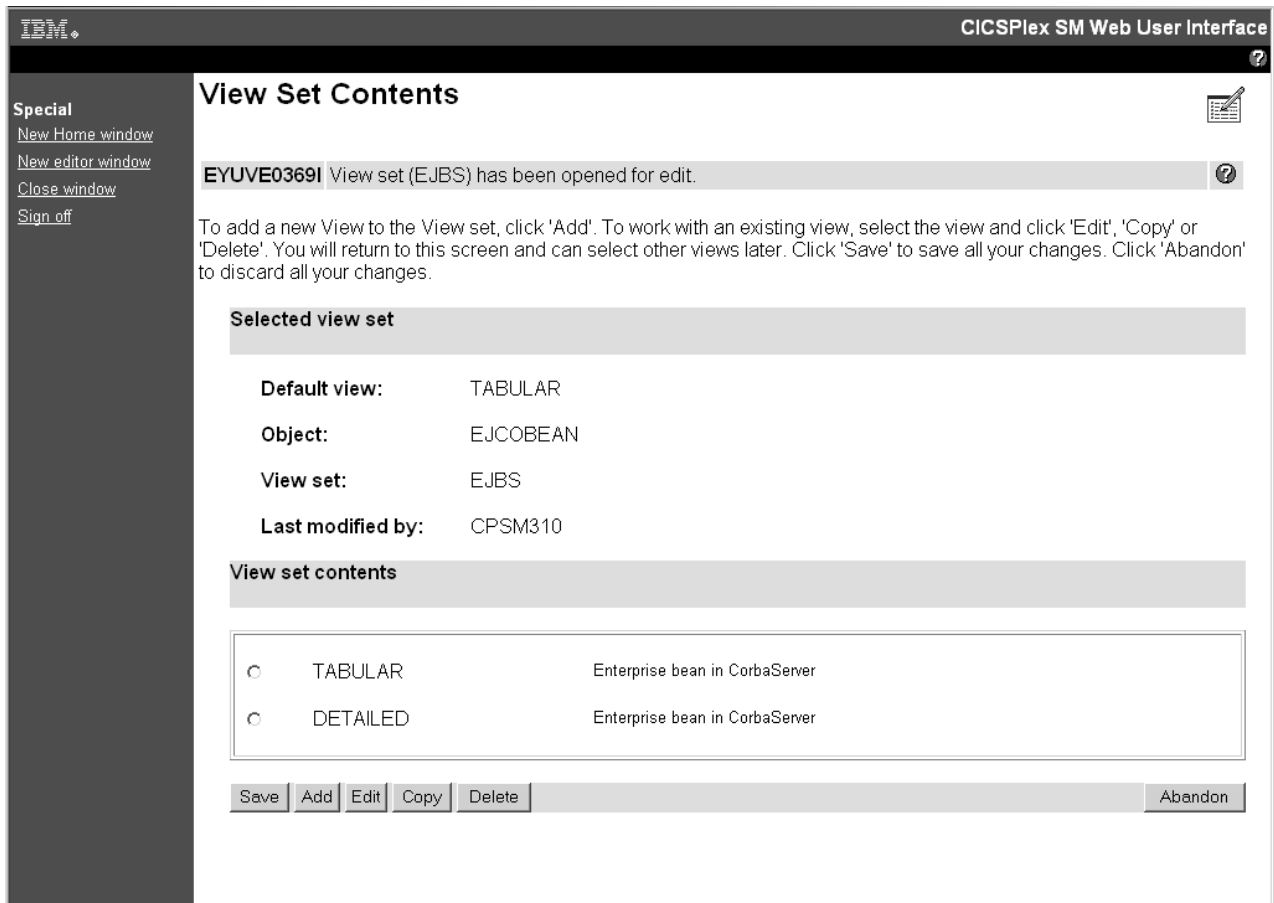 IBM.
CICSPlex SM Web User Interface
?
Special
New Home window
New editor window
Close window
Sign off
View Set Contents
EYUVE0369I View set (EJBS) has been opened for edit.
?
To add a new View to the View set, click 'Add'. To work with an existing view, select the view and click 'Edit', 'Copy' or
'Delete'. You will return to this screen and can select other views later. Click 'Save' to save all your changes. Click 'Abandon'
to discard all your changes.
Selected view set
Default view: TABULAR
Object: EJCOBEAN
View set: EJBS
Last modified by: CPSM310
View set contents
TABULAR Enterprise bean in CorbaServer
DETAILED Enterprise bean in CorbaServer
Save Add Edit Copy Delete Abandon